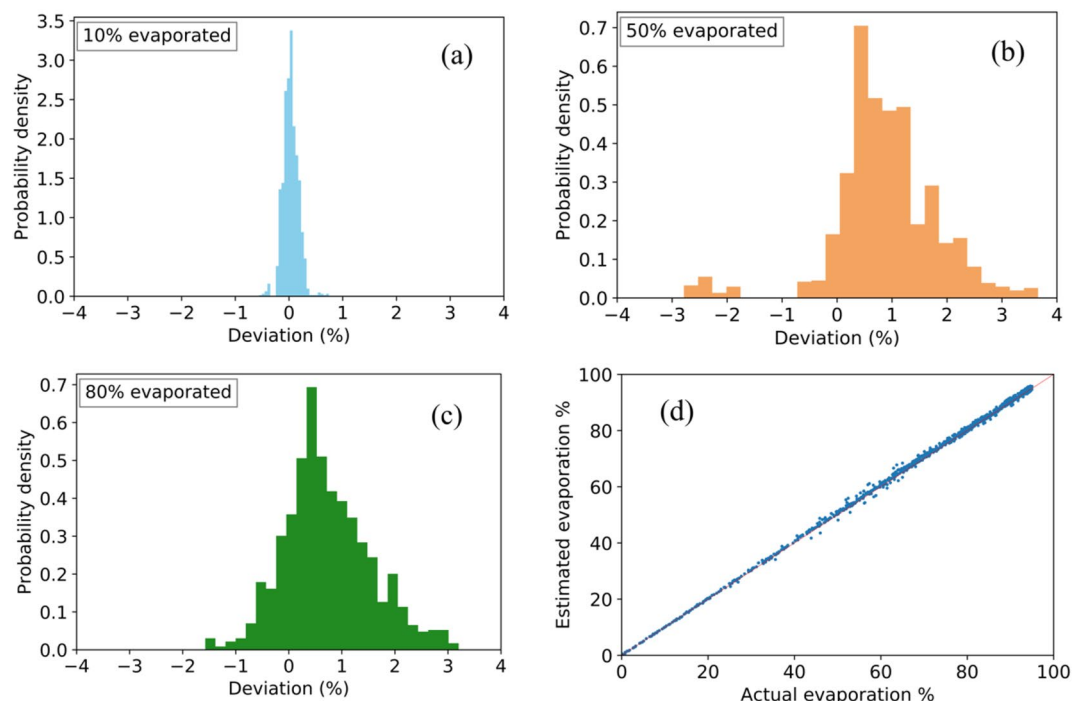 10% evaporated
(a)
Probability density
3.5
3.0
2.5
2.0
1.5
1.0
0.5
0.0
−4 −3 −2 −1 0 1 2 3 4
Deviation (%)
50% evaporated
(b)
Probability density
0.7
0.6
0.5
0.4
0.3
0.2
0.1
0.0
−4 −3 −2 −1 0 1 2 3 4
Deviation (%)
80% evaporated
(c)
Probability density
0.7
0.6
0.5
0.4
0.3
0.2
0.1
0.0
−4 −3 −2 −1 0 1 2 3 4
Deviation (%)
(d)
Estimated evaporation %
100
80
60
40
20
0
0 20 40 60 80 100
Actual evaporation %